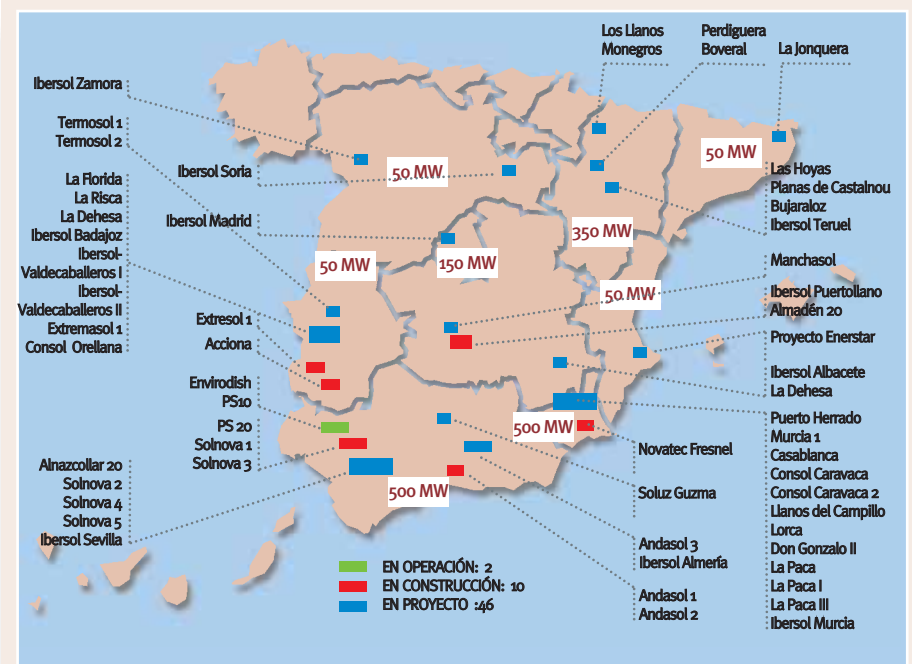 Los Llanos
Monegros
Perdiguera
Boveral
La Jonquera
Ibersol Zamora
Termosol 1
Termosol 2
Ibersol Soria
50 MW
50 MW
La Florida
La Risca
La Dehesa
Ibersol Badajoz
Ibersol-
Valdecaballeros I
Ibersol-
Valdecaballeros II
Extremasol 1
Consol Orellana
Las Hoyas
Planas de Castalnou
Bujaraloz
Ibersol Teruel
Ibersol Madrid
350 MW
50 MW
150 MW
50 MW
Manchasol
Ibersol Puertollano
Almadén 20
Extresol 1
Acciona
Proyecto Enerstar
Ibersol Albacete
La Dehesa
Envirodish
PS10
PS 20
Solnova 1
Solnova 3
500 MW
Novatec Fresnel
Puerto Herrado
Murcia 1
Casablanca
Consol Caravaca
Consol Caravaca 2
Llanos del Campillo
Lorca
Don Gonzalo II
La Paca
La Paca I
La Paca III
Ibersol Murcia
Alnazcollar 20
Solnova 2
Solnova 4
Solnova 5
Ibersol Sevilla
500 MW
Soluz Guzma
Andasol 3
Ibersol Almería
Andasol 1
Andasol 2
EN OPERACIÓN: 2
EN CONSTRUCCIÓN: 10
EN PROYECTO :46